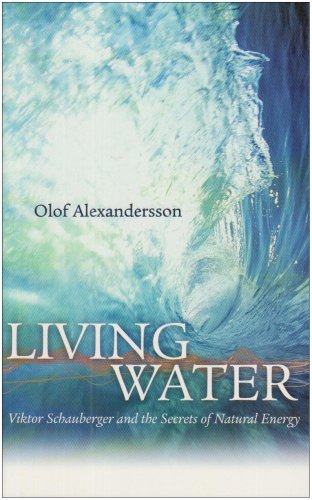 Olof Alexandersson
LIVING
WATER
Viktor Schauberger and the Secrets of Natural Energy